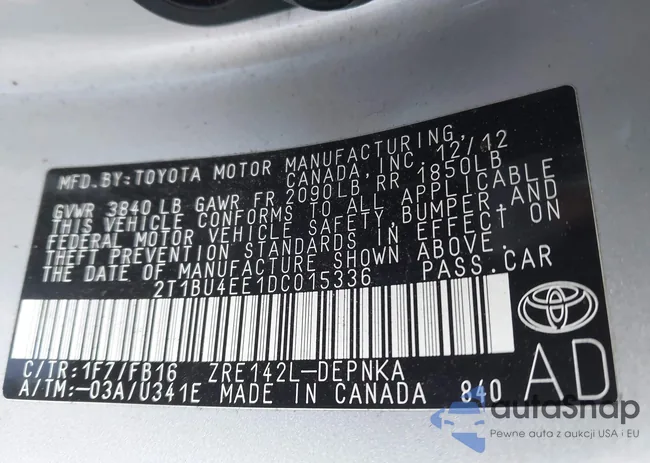 MFD.BY:TOYOTA MOTOR MANUFACTURING,
CANADA, INC. 12/12
GVWR 3840 LB GAWR FR 2090LB, RR 1850LB
THIS VEHICLE CONFORMS TO ALL APPLICABLE
FEDERAL MOTOR VEHICLE SAFETY, BUMPER, AND
THEFT PREVENTION STANDARDS IN EFFECT ON
THE DATE OF MANUFACTURE SHOWN ABOVE.
2T1BU4EE1DC015336 PASS.CAR
C/TR:1F7/FB16 ZRE142L-DEPNKA
A/TM:-03A/U341E MADE IN CANADA 840
AD
autoSnap
Pewne auta z aukcji USA i EU